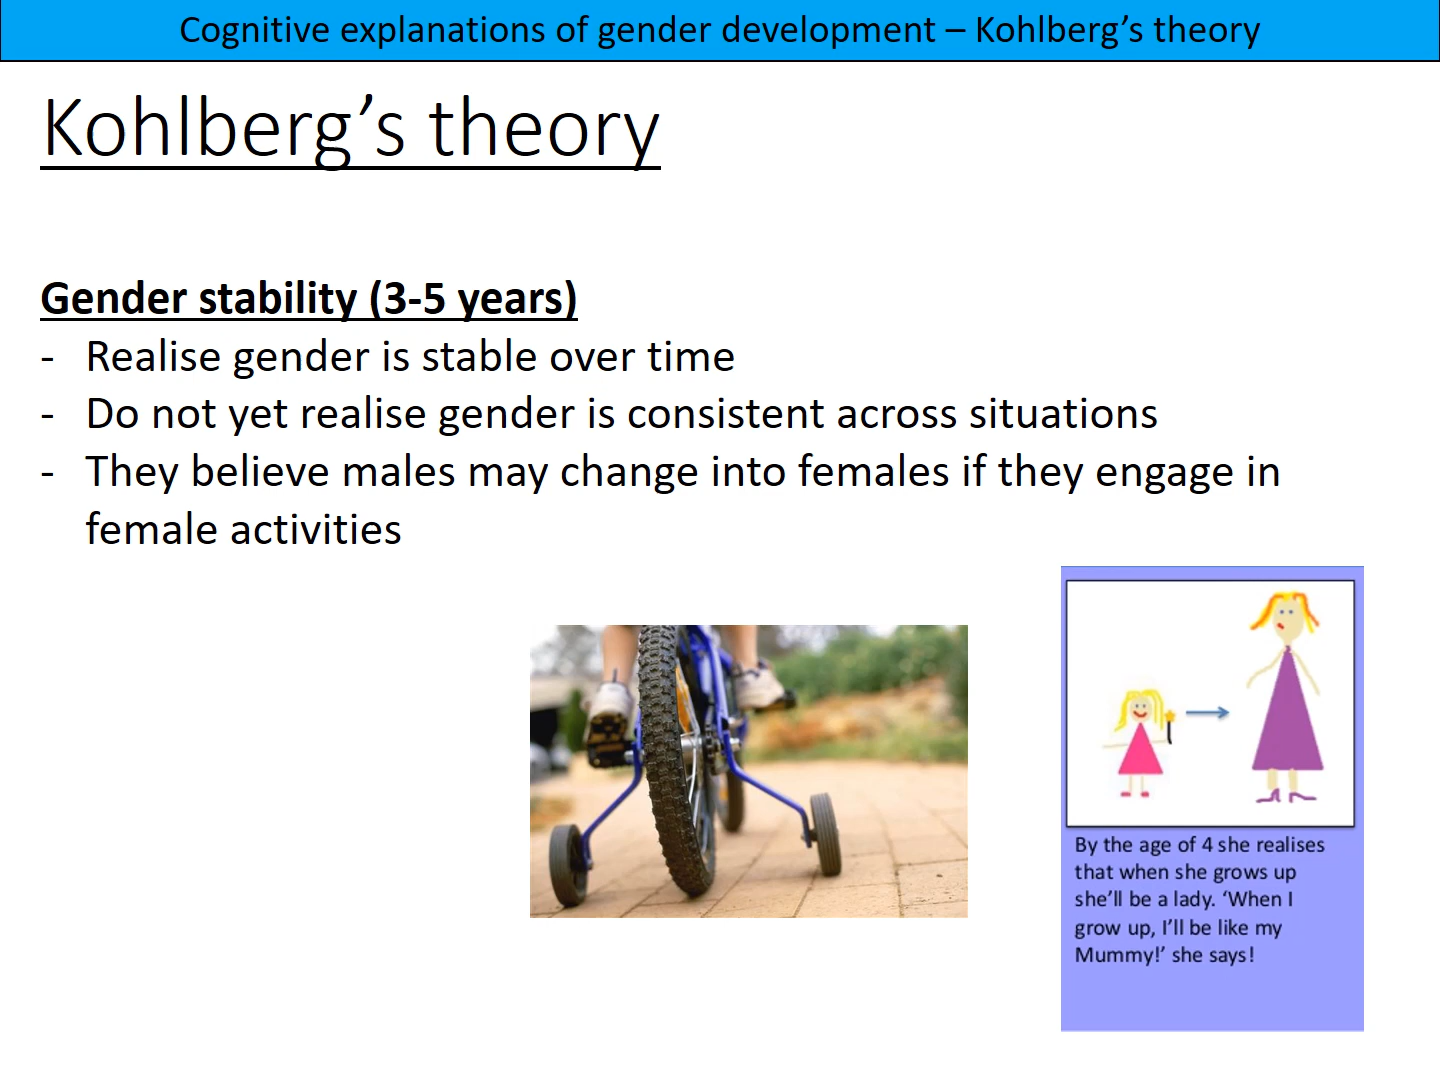 Cognitive explanations of gender development – Kohlberg’s theory
Kohlberg’s theory
Gender stability (3-5 years)
- Realise gender is stable over time
- Do not yet realise gender is consistent across situations
- They believe males may change into females if they engage in
female activities
By the age of 4 she realises
that when she grows up
she’ll be a lady. ‘When I
grow up, I’ll be like my
Mummy!’ she says!